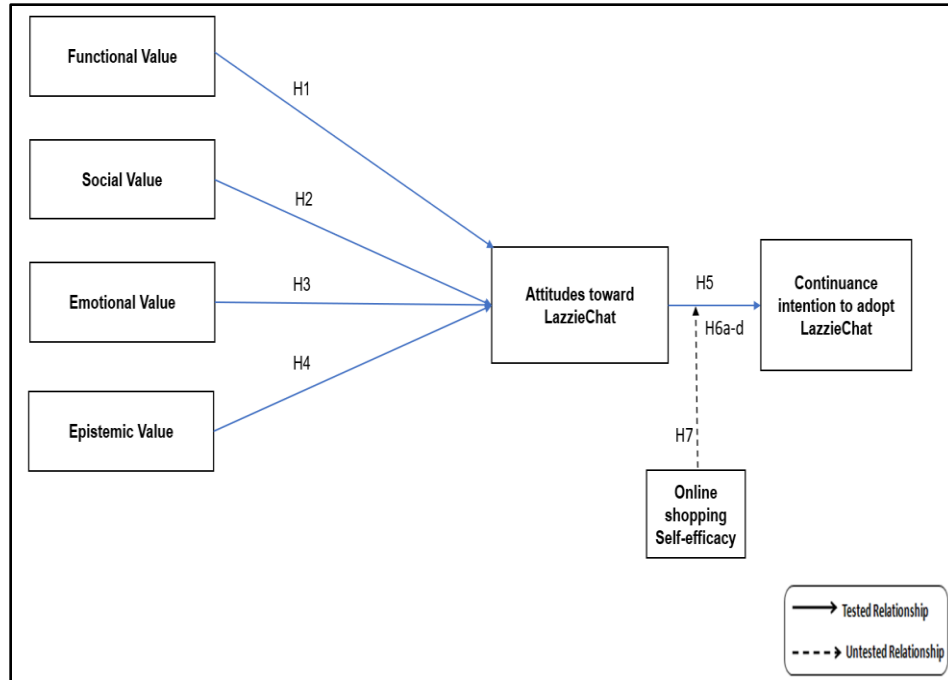 Functional Value
H1
Social Value
H2
Emotional Value
H3
Epistemic Value
H4
Attitudes toward
LazzieChat
H5
H6a-d
Continuance
intention to adopt
LazzieChat
H7
Online
shopping
Self-efficacy
Tested Relationship
Untested Relationship